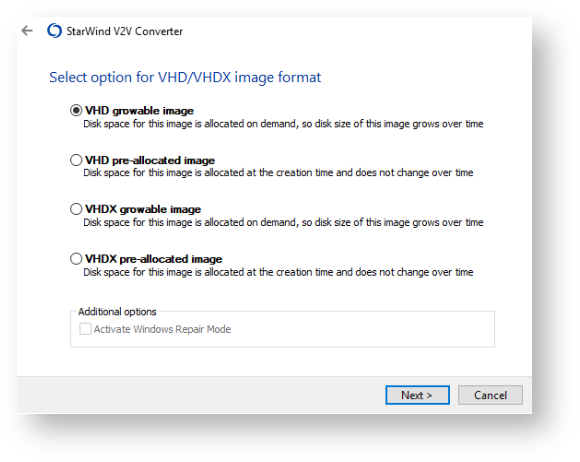 StarWind V2V Converter
Select option for VHD/VHDX image format
VHD growable image
Disk space for this image is allocated on demand, so disk size of this image grows over time
VHD pre-allocated image
Disk space for this image is allocated at the creation time and does not change over time
VHDX growable image
Disk space for this image is allocated on demand, so disk size of this image grows over time
VHDX pre-allocated image
Disk space for this image is allocated at the creation time and does not change over time
Additional options
Activate Windows Repair Mode
Next >
Cancel